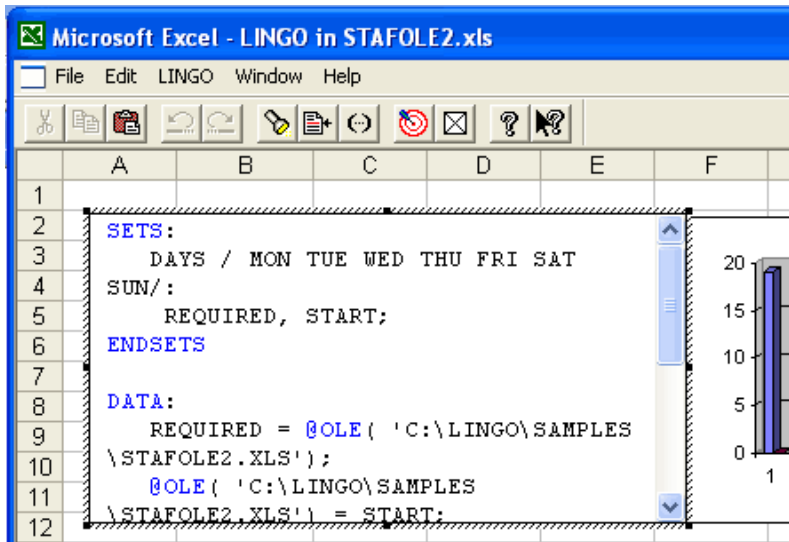 Microsoft Excel - LINGO in STAFOLE2.xls
File Edit LINGO Window Help
A B C D E F
1
2
3
4
5
6
7
8
9
10
11
12
SETS:
DAYS / MON TUE WED THU FRI SAT
SUN/:
REQUIRED, START;
ENDSETS
DATA:
REQUIRED = @OLE( 'C:\LINGO\SAMPLES
\STAFOLE2.XLS');
@OLE( 'C:\LINGO\SAMPLES
\STAFOLE2.XLS') = START;
20
15
10
5
0
1